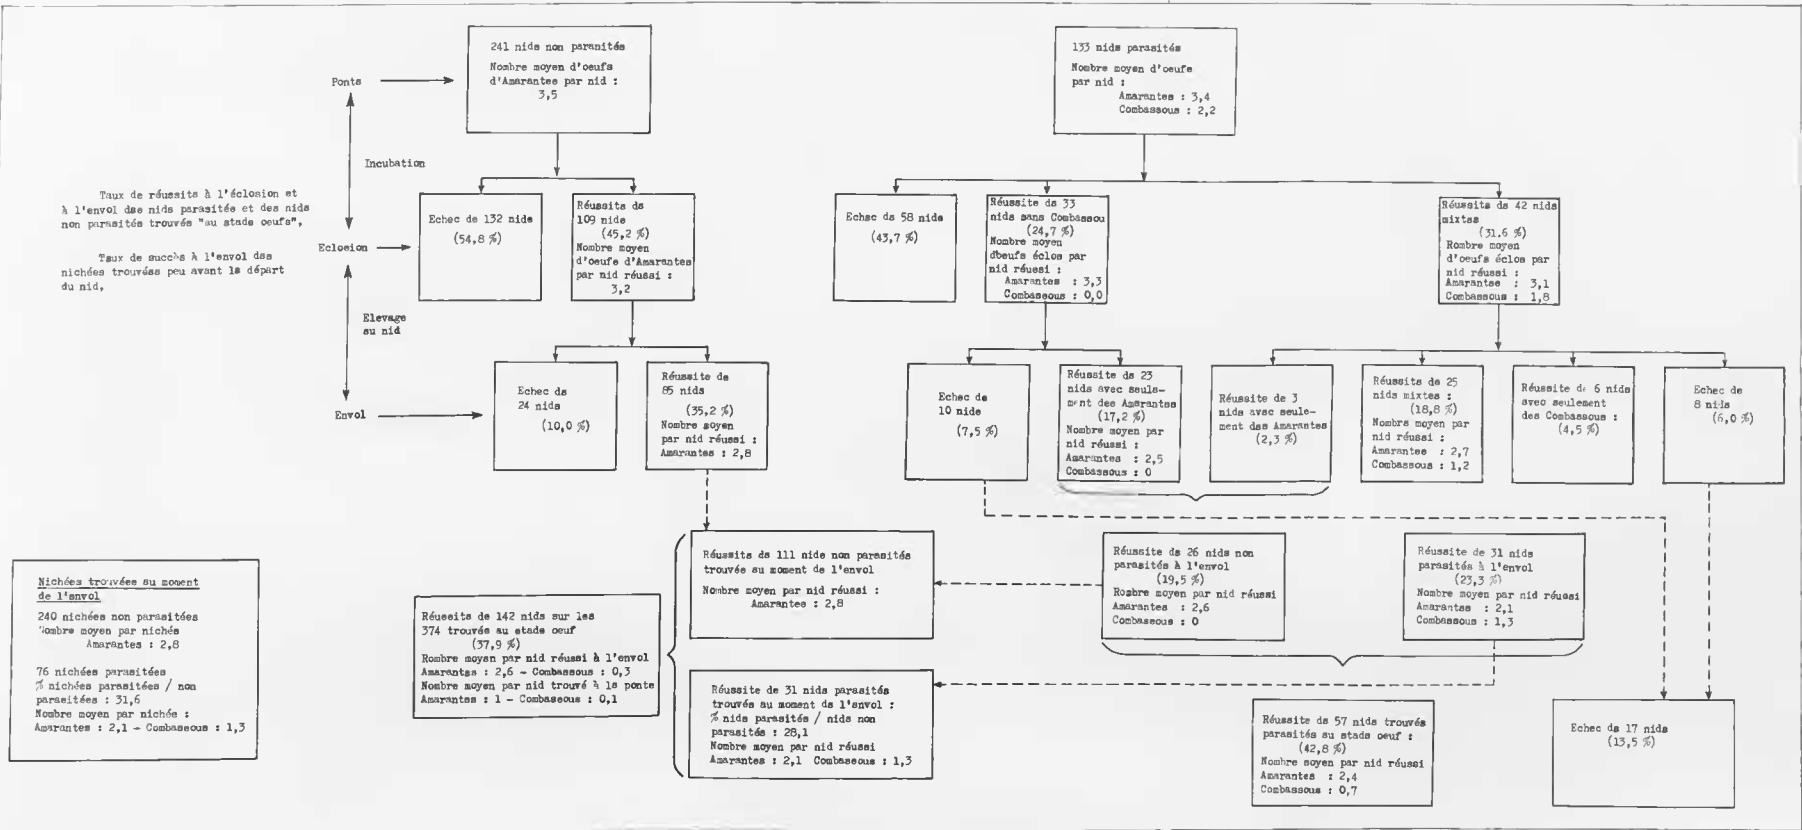 241 nids non parasités
Nombre moyen d'oeufs
d'Amarantes par nid :
3,5
133 nids parasités
Nombre moyen d'oeufs
par nid :
Amarantes : 3,4
Combassous : 2,2
Ponts
Incubation
Taux de réussits à l'éclosion et
à l'envol des nids parasités et des nids
non parasités trouvés "au stade oeufs",
Taux de succès à l'envol des
nichées trouvées peu avant le départ
du nid,
Eclosion
Echec de 132 nids
(54,8 %)
Réussits de
109 nids
(45,2 %)
Nombre moyen
d'oeufs d'Amarantes
par nid réussi :
3,2
Echec de 58 nids
(43,7 %)
Réussits de 33
nids sans Combassou
(24,7 %)
Nombre moyen
d'oeufs éclos par
nid réussi :
Amarantes : 3,3
Combassous : 0,0
Réussits de 42 nids
mixtes
(31.6 %)
Rombre moyen
d'oeufs éclos par
nid réussi :
Amarantes : 3,1
Combassous : 1,8
Elevage
au nid
Envol
Echec de
24 nids
(10,0 %)
Réussite de
85 nids
(35,2 %)
Nombre moyen
par nid réussi :
Amarantes : 2,8
Echec de
10 nids
(7,5 %)
Réussite de 23
nids avec seule-
ment des Amarantes
(17,2 %)
Nombre moyen par
nid réussi :
Amarantes : 2,5
Combassous : 0
Réussite de 3
nids avec seule-
ment des Amarantes
(2,3 %)
Réussite de 25
nids mixtes :
(18,8 %)
Nombre moyen par
nid réussi :
Amarantes : 2,7
Combassous : 1,2
Réussite de 6 nids
avec seulement
des Combassous :
(4,5 %)
Echec de
8 nids
(6,0 %)
Réussits de 111 nids non parasités
trouvés au moment de l'envol
Nombre moyen par nid réussi :
Amarantes : 2,8
Réussite de 26 nids non
parasités à l'envol
(19,5 %)
Rombre moyen par nid réussi
Amarantes : 2,6
Combassous : 0
Réussite de 31 nids
parasités à l'envol
(23,3 %)
Nombre moyen par nid réussi
Amarantes : 2,1
Combassous : 1,3
Nichées trouvées au moment
de l'envol
240 nichées non parasitées
Nombre moyen par nichés
Amarantes : 2,8
76 nichées parasitées
% nichées parasitées / non
parasitées : 31,6
Nombre moyen par nichée :
Amarantes : 2,1 - Combassous : 1,3
Réussits de 142 nids sur les
374 trouvés au stade oeuf
(37,9 %)
Rombre moyen par nid réussi à l'envol
Amarantes : 2,6 - Combassous : 0,3
Nombre moyen par nid trouvé à la ponte
Amarantes : 1 - Combassous : 0,1
Réussite de 31 nids parasités
trouvés au moment de l'envol :
% nids parasités / nids non
parasités : 28,1
Nombre moyen par nid réussi
Amarantes : 2,1 Combassous : 1,3
Réussite de 57 nids trouvés
parasités au stade oeuf :
(42,8 %)
Nombre moyen par nid réussi
Amarantes : 2,4
Combassous : 0,7
Echec de 17 nids
(13,5 %)